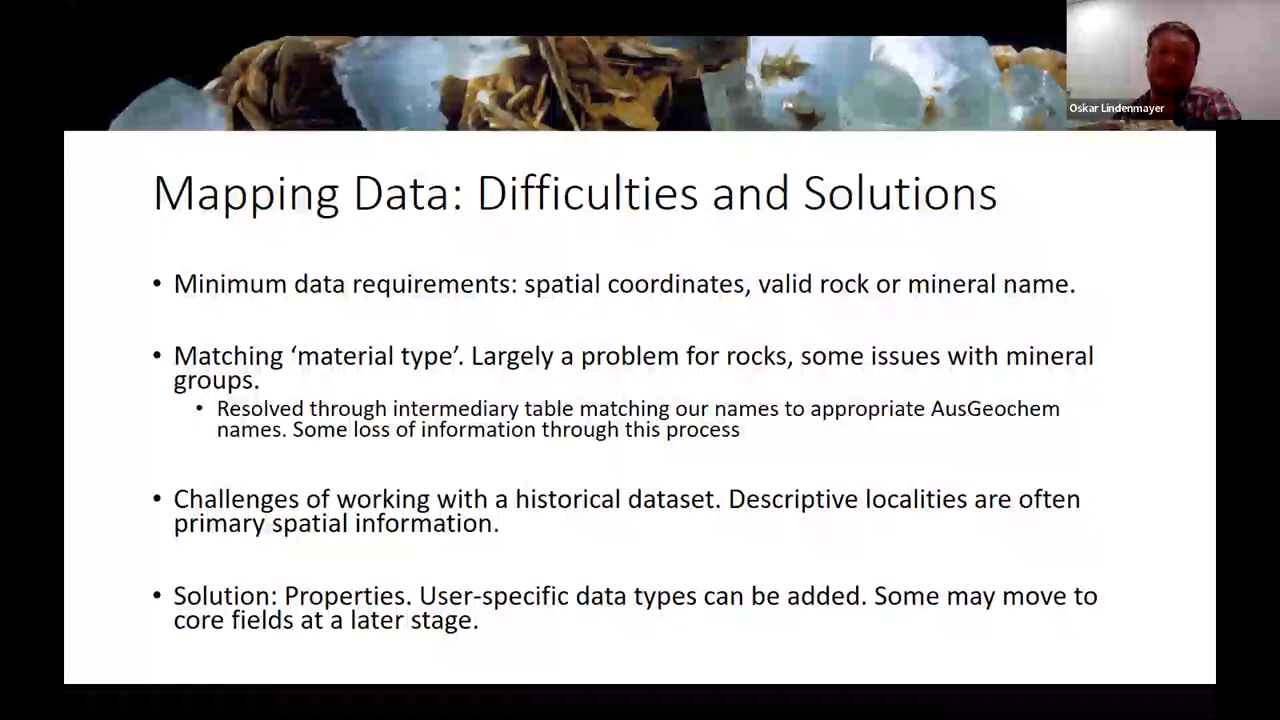 Oskar Lindenmayer
Mapping Data: Difficulties and Solutions
• Minimum data requirements: spatial coordinates, valid rock or mineral name.
• Matching ‘material type’. Largely a problem for rocks, some issues with mineral
groups.
• Resolved through intermediary table matching our names to appropriate AusGeochem
names. Some loss of information through this process
• Challenges of working with a historical dataset. Descriptive localities are often
primary spatial information.
• Solution: Properties. User-specific data types can be added. Some may move to
core fields at a later stage.